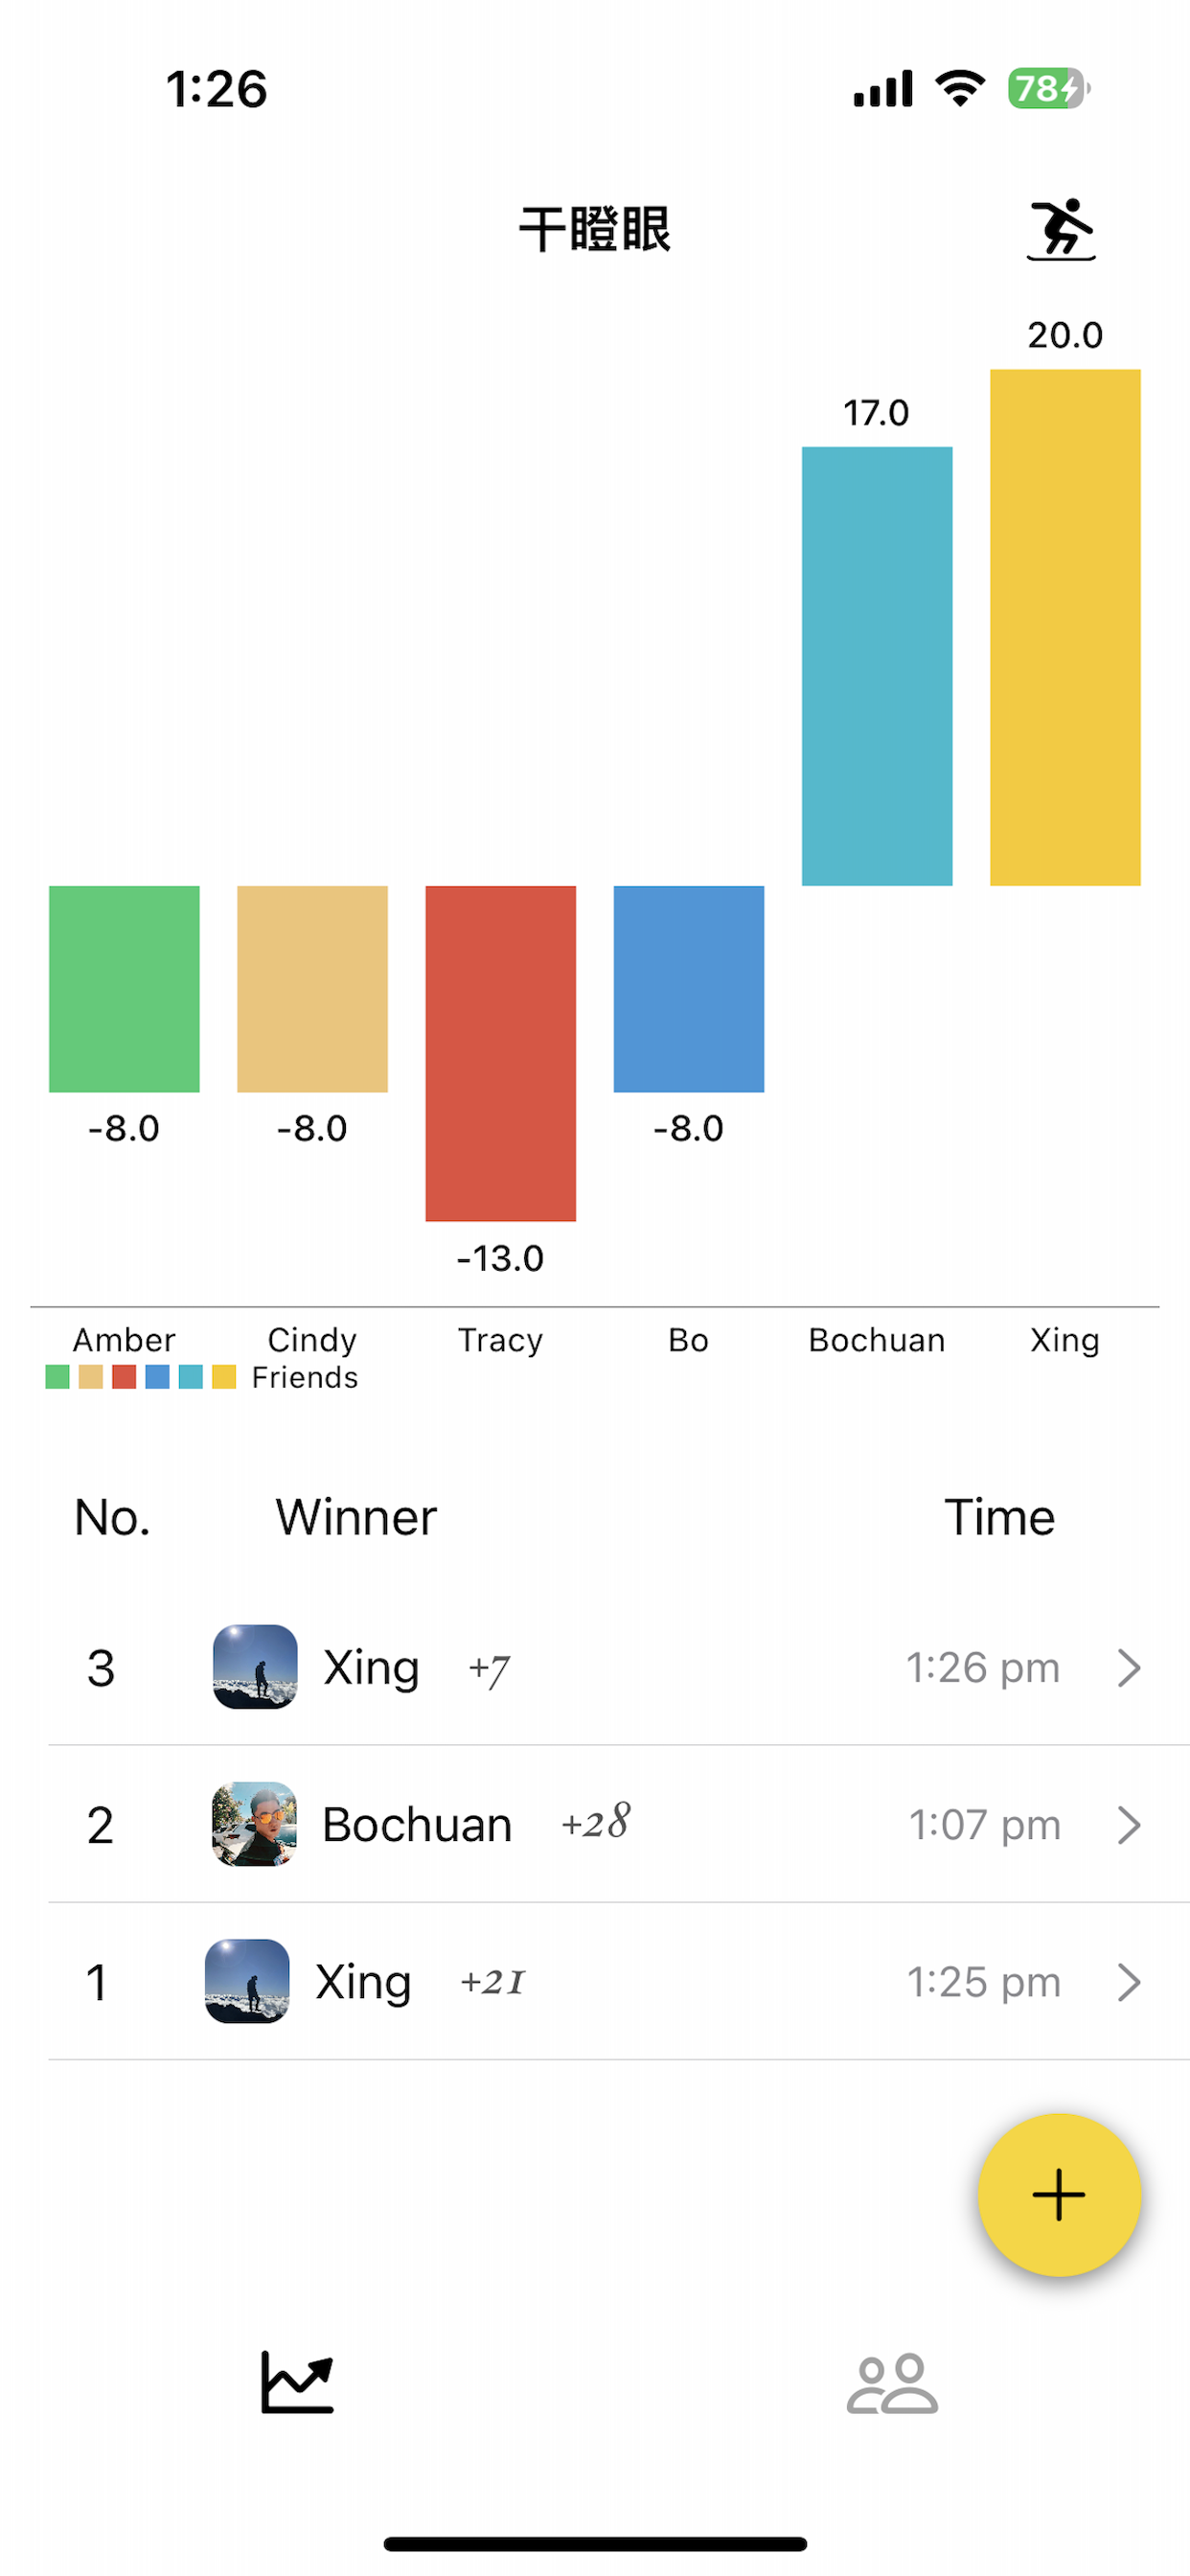 1:26
78
干瞪眼
20.0
17.0
-8.0 -8.0 -8.0
-13.0
Amber Cindy Tracy Bo Bochuan Xing
Friends
No. Winner Time
3 Xing +7 1:26 pm
2 Bochuan +28 1:07 pm
1 Xing +21 1:25 pm